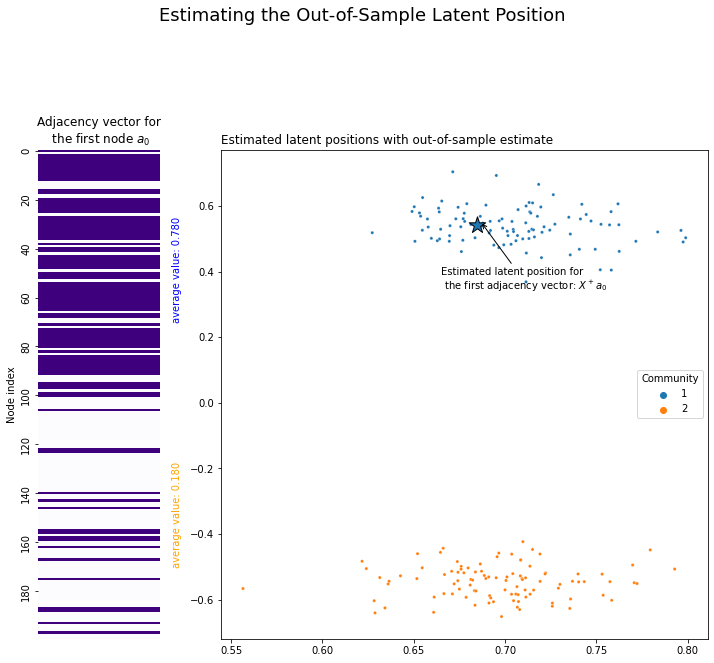 Estimating the Out-of-Sample Latent Position
Adjacency vector for
the first node a₀
Node index
0
20
40
60
80
100
120
140
160
180
average value: 0.780
average value: 0.180
Estimated latent positions with out-of-sample estimate
0.6
0.4
0.2
0.0
−0.2
−0.4
−0.6
Estimated latent position for
the first adjacency vector: X⁺a₀
Community
1
2
0.55
0.60
0.65
0.70
0.75
0.80